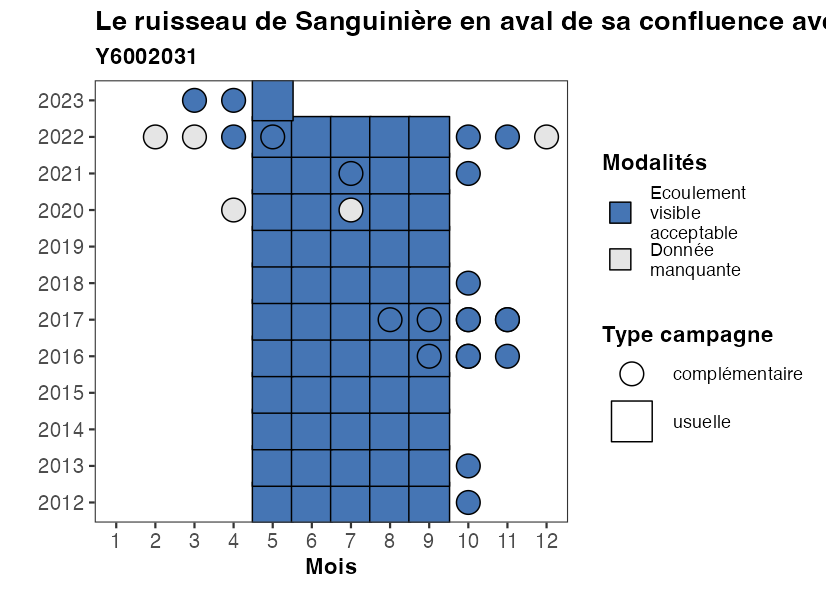 Le ruisseau de Sanguinière en aval de sa confluence
Y6002031
2023
2022
2021
2020
2019
2018
2017
2016
2015
2014
2013
2012
1 2 3 4 5 6 7 8 9 10 11 12
Mois
Modalités
Ecoulement
visible
acceptable
Donnée
manquante
Type campagne
complémentaire
usuelle